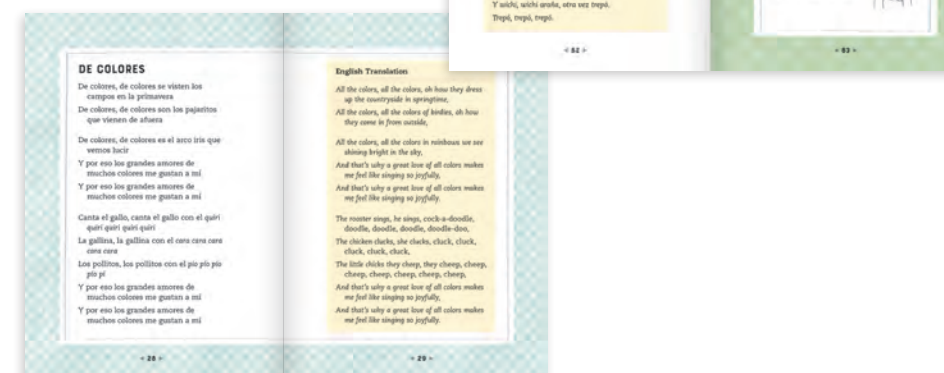 Y wichi, wichi araña, otra vez trepó.
Trepó, trepó, trepó.
52
53
DE COLORES
De colores, de colores se visten los
campos en la primavera
De colores, de colores son los pajaritos
que vienen de afuera
De colores, de colores es el arco iris que
vemos lucir
Y por eso los grandes amores de
muchos colores me gustan a mí
Y por eso los grandes amores de
muchos colores me gustan a mí
Canta el gallo, canta el gallo con el quiri
quiri quiri quiri quiri
La gallina, la gallina con el cara cara cara
cara cara
Los pollitos, los pollitos con el pío pío pío
pío pí
Y por eso los grandes amores de
muchos colores me gustan a mí
Y por eso los grandes amores de
muchos colores me gustan a mí
28
English Translation
All the colors, all the colors, oh how they dress
up the countryside in springtime,
All the colors, all the colors of birdies, oh how
they come in from outside,
All the colors, all the colors in rainbows we see
shining bright in the sky,
And that's why a great love of all colors makes
me feel like singing so joyfully,
And that's why a great love of all colors makes
me feel like singing so joyfully.
The rooster sings, he sings, cock-a-doodle,
doodle, doodle, doodle, doodle-doo,
The chicken clucks, she clucks, cluck, cluck,
cluck, cluck, cluck,
The little chicks they cheep, they cheep, cheep,
cheep, cheep, cheep, cheep, cheep,
And that's why a great love of all colors makes
me feel like singing so joyfully,
And that's why a great love of all colors makes
me feel like singing so joyfully.
29